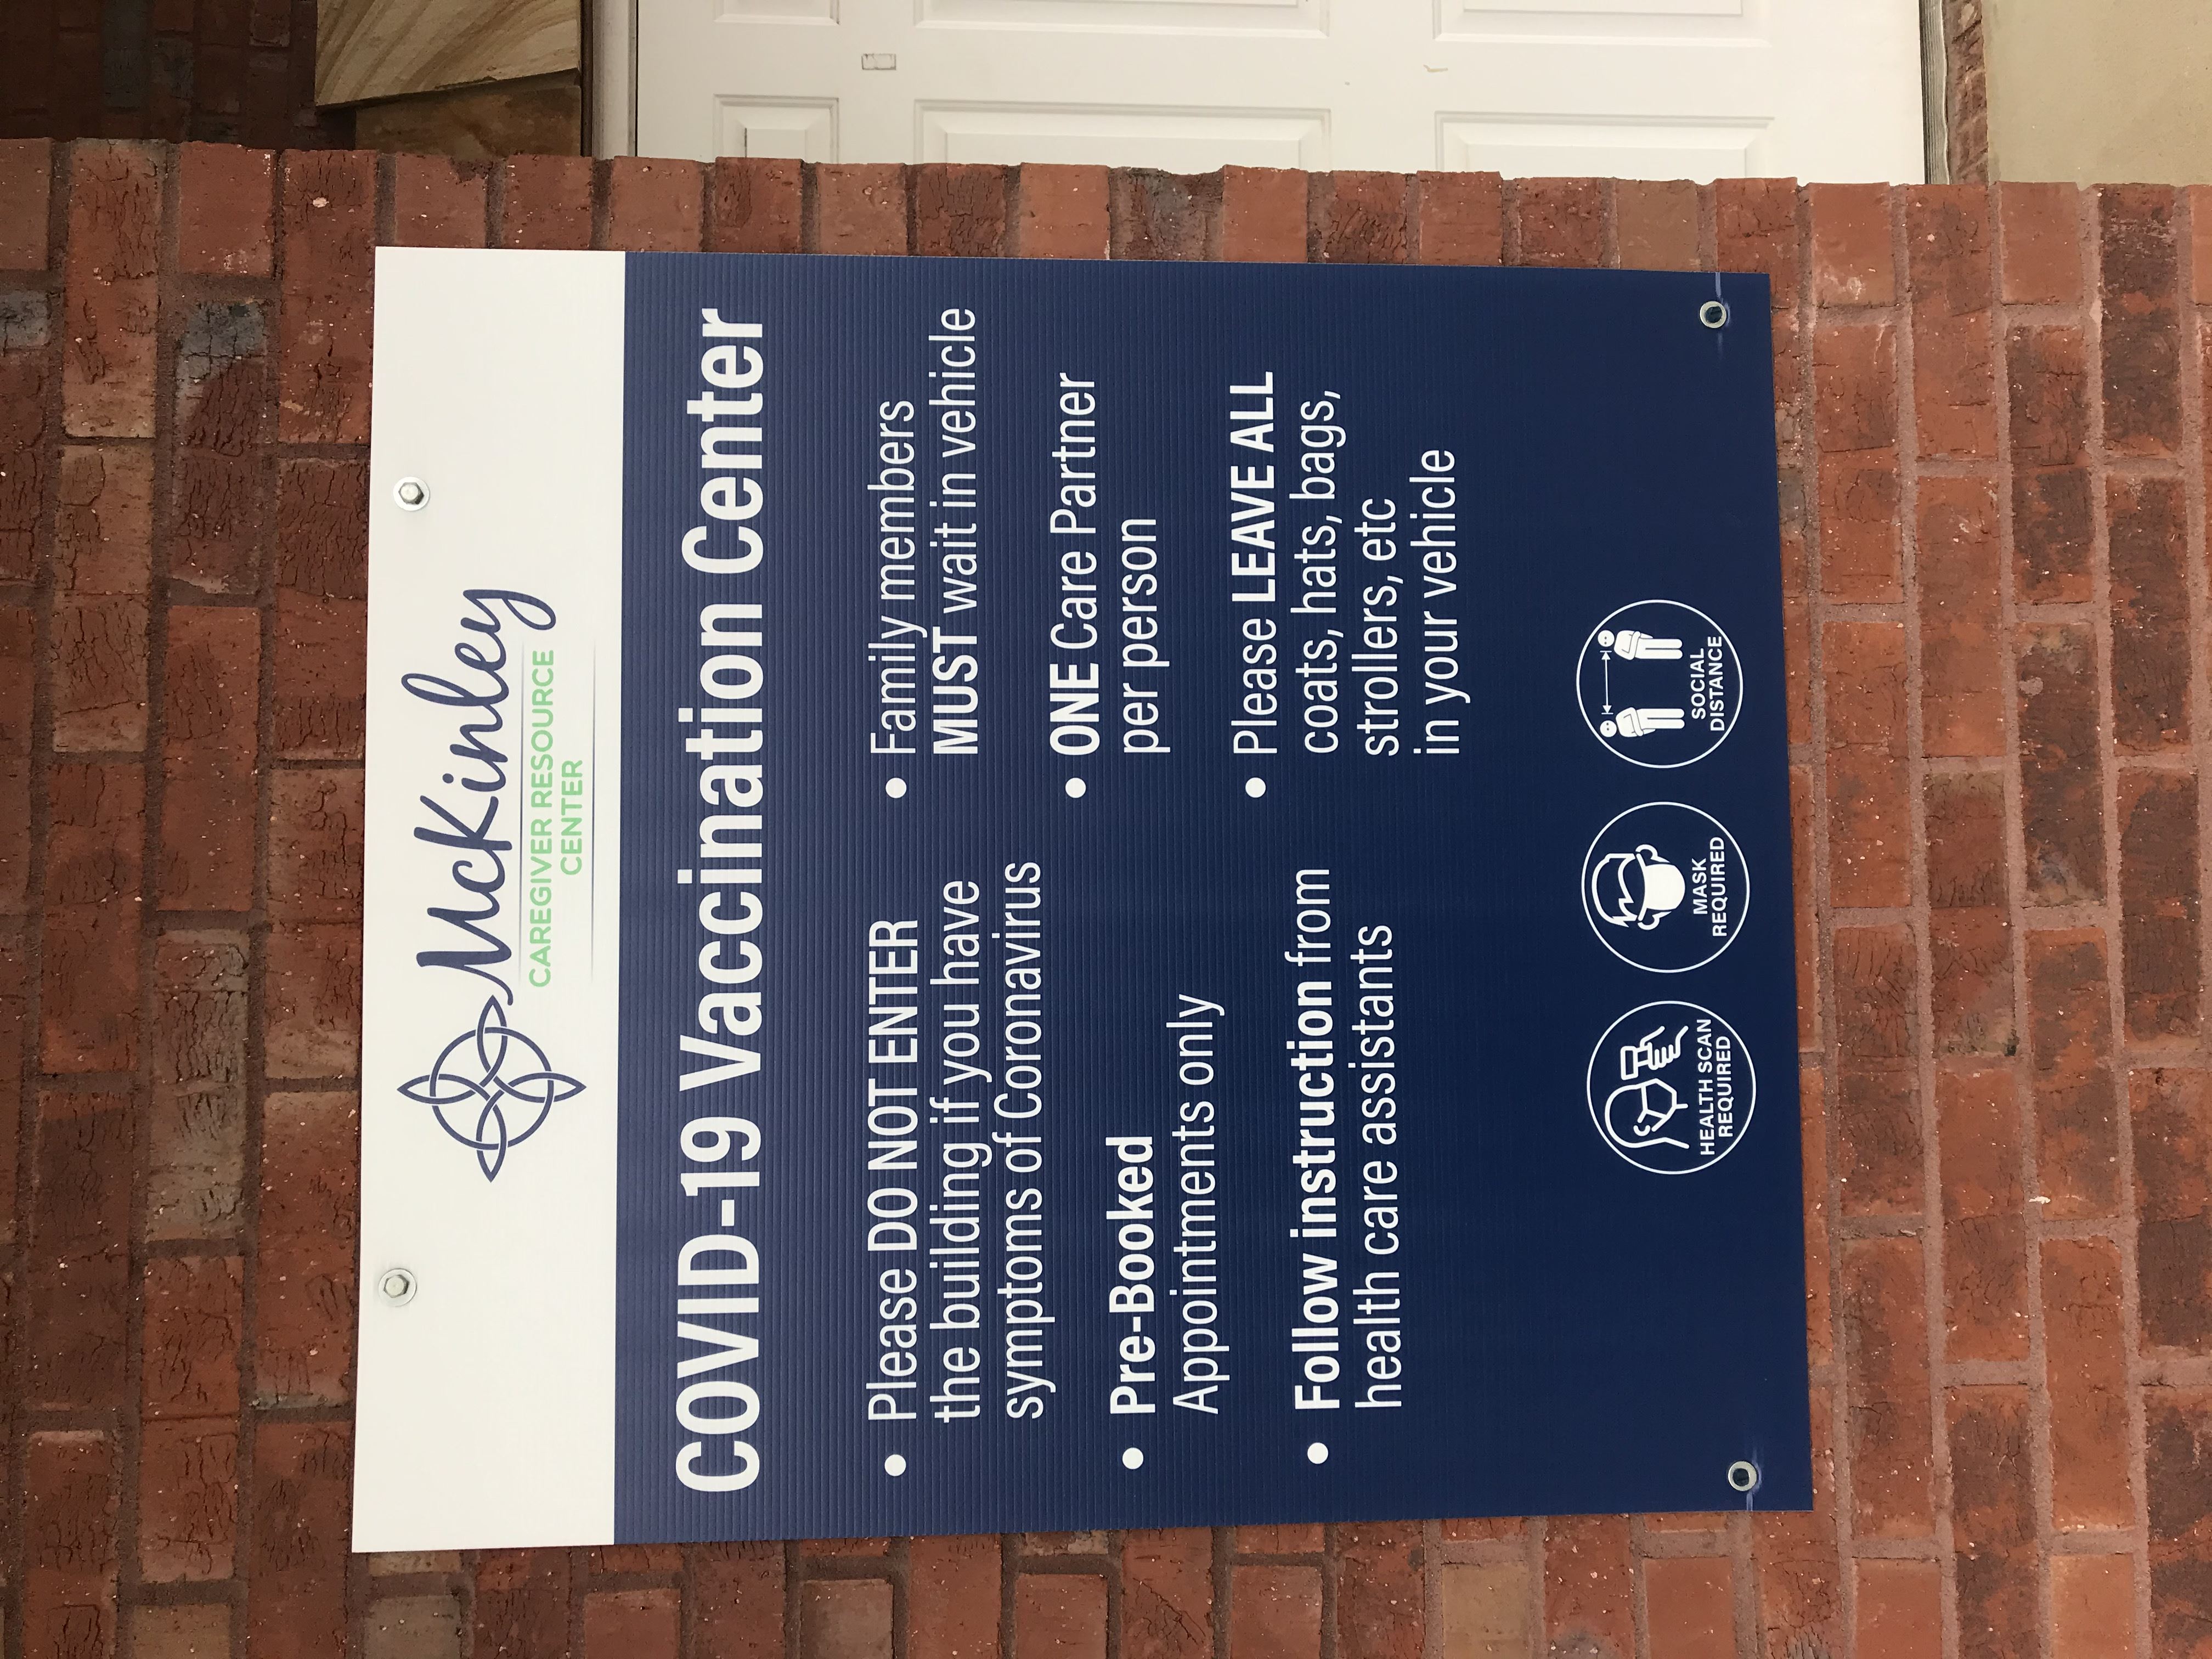 McKinley
CAREGIVER RESOURCE
CENTER
COVID-19 Vaccination Center
• Please DO NOT ENTER
the building if you have
symptoms of Coronavirus
• Pre-Booked
Appointments only
• Follow instruction from
health care assistants
• Family members
MUST wait in vehicle
• ONE Care Partner
per person
• Please LEAVE ALL
coats, hats, bags,
strollers, etc
in your vehicle
HEALTH SCAN
REQUIRED
MASK
REQUIRED
SOCIAL
DISTANCE